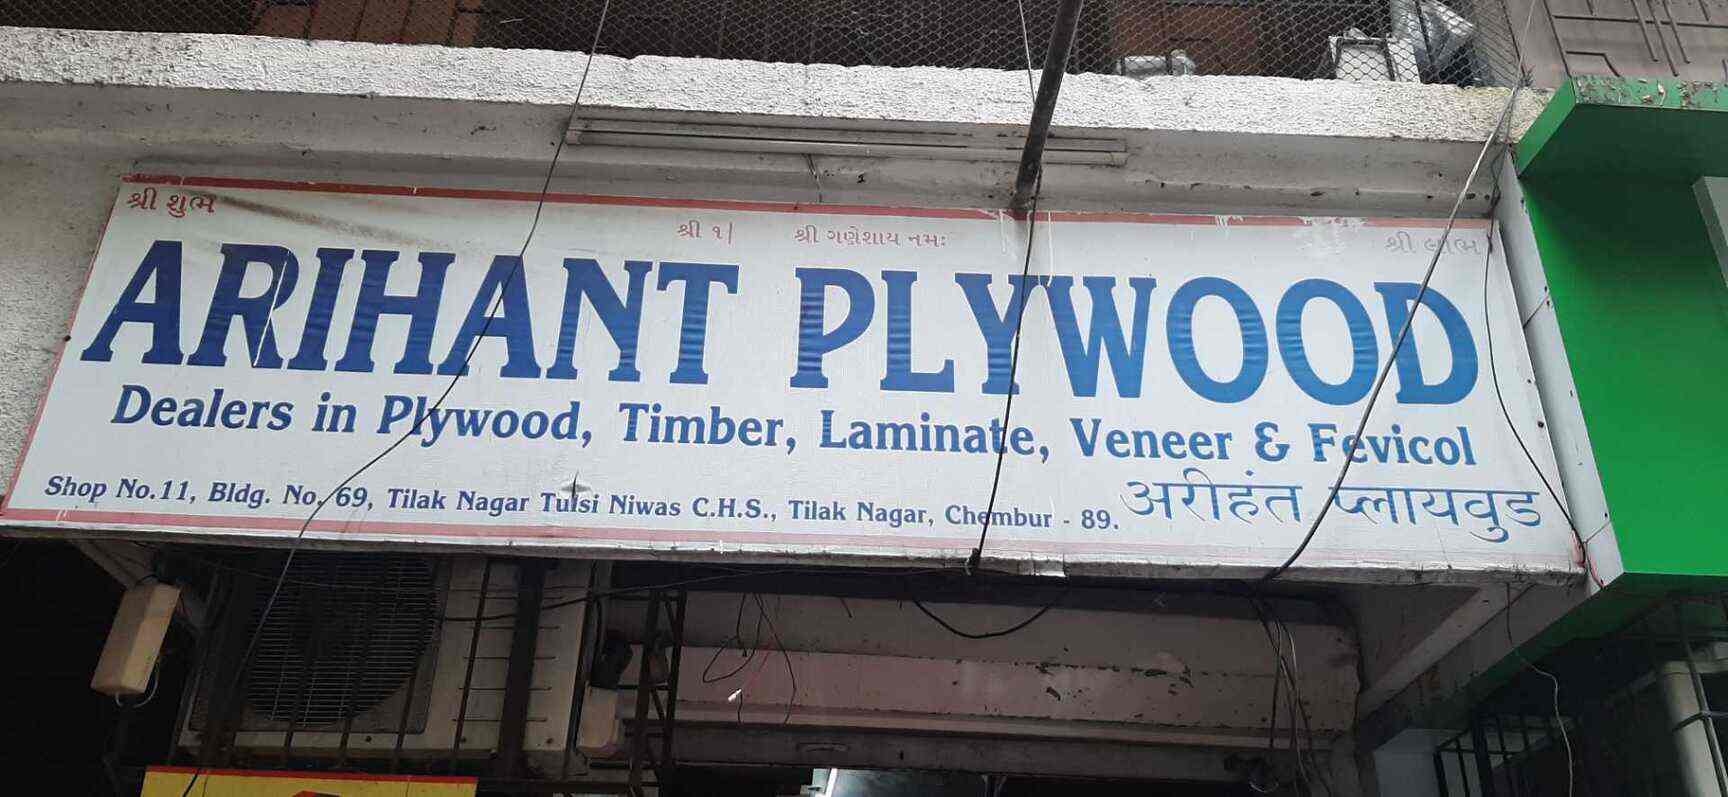 શ્રી શુભ શ્રી ૧| શ્રી ગણેશાય નમઃ શ્રી લાભ
ARIHANT PLYWOOD
Dealers in Plywood, Timber, Laminate, Veneer & Fevicol
Shop No.11, Bldg. No. 69, Tilak Nagar Tulsi Niwas C.H.S., Tilak Nagar, Chembur - 89.
अरीहंत प्लायवुड